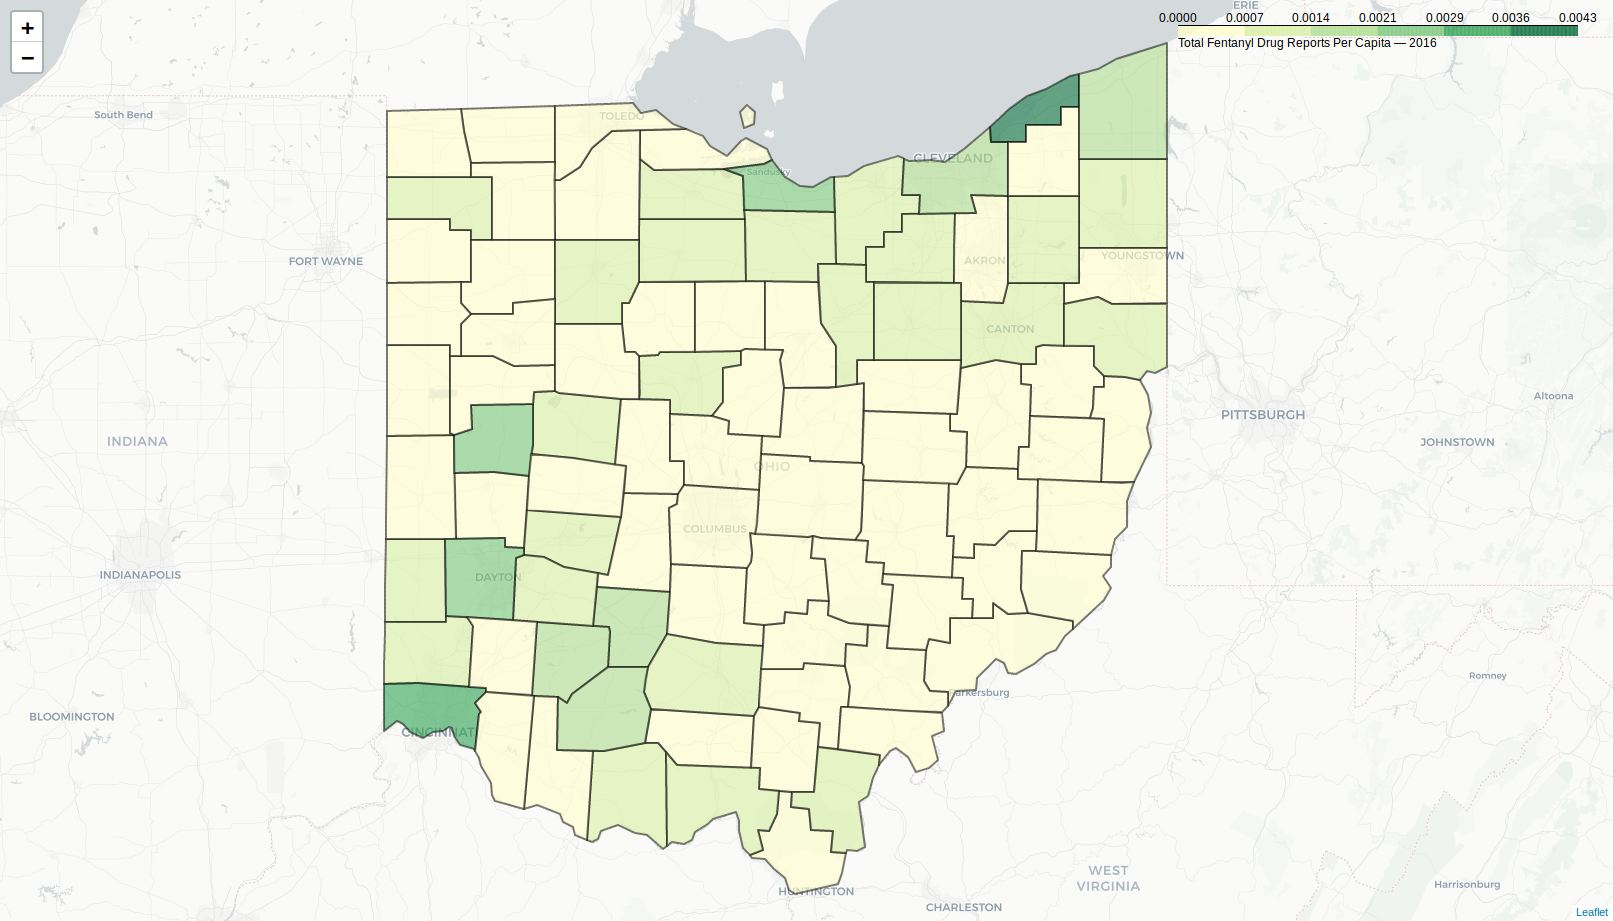 +
−
ERIE
0.0000 0.0007 0.0014 0.0021 0.0029 0.0036 0.0043
Total Fentanyl Drug Reports Per Capita — 2016
South Bend
TOLEDO
CLEVELAND
Sandusky
FORT WAYNE
AKRON
YOUNGSTOWN
CANTON
PITTSBURGH
Altoona
INDIANA
JOHNSTOWN
OHIO
COLUMBUS
INDIANAPOLIS
DAYTON
Romney
arkersburg
BLOOMINGTON
CINCINNAT
WEST
VIRGINIA
Harrisonburg
HUNTINGTON
CHARLESTON
Leaflet